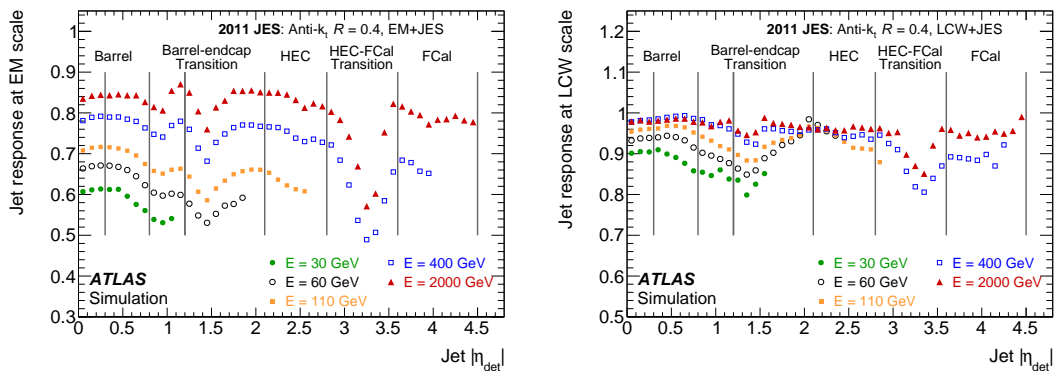 2011 JES: Anti-kt R = 0.4, EM+JES
Barrel
Barrel-endcap
Transition
HEC
HEC-FCal
Transition
FCal
Jet response at EM scale
1
0.9
0.8
0.7
0.6
0.5
0.4
0.3
ATLAS
Simulation
E = 30 GeV
E = 60 GeV
E = 110 GeV
E = 400 GeV
E = 2000 GeV
0 0.5 1 1.5 2 2.5 3 3.5 4 4.5
Jet |ηdet|
2011 JES: Anti-kt R = 0.4, LCW+JES
Barrel
Barrel-endcap
Transition
HEC
HEC-FCal
Transition
FCal
Jet response at LCW scale
1.2
1.1
1
0.9
0.8
0.7
0.6
0.5
0.4
0.3
ATLAS
Simulation
E = 30 GeV
E = 60 GeV
E = 110 GeV
E = 400 GeV
E = 2000 GeV
0 0.5 1 1.5 2 2.5 3 3.5 4 4.5
Jet |ηdet|